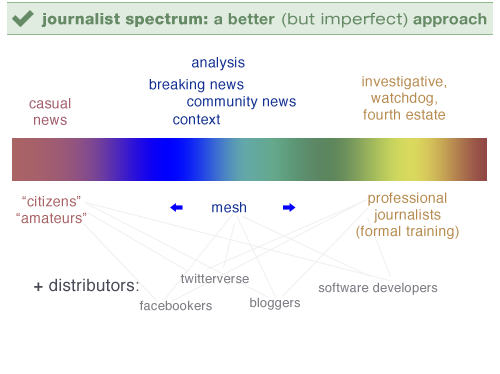 journalist spectrum: a better (but imperfect) approach
analysis
breaking news
community news
context
casual
news
investigative,
watchdog,
fourth estate
“citizens”
“amateurs”
mesh
professional
journalists
(formal training)
+ distributors:
twitterverse
facebookers
bloggers
software developers